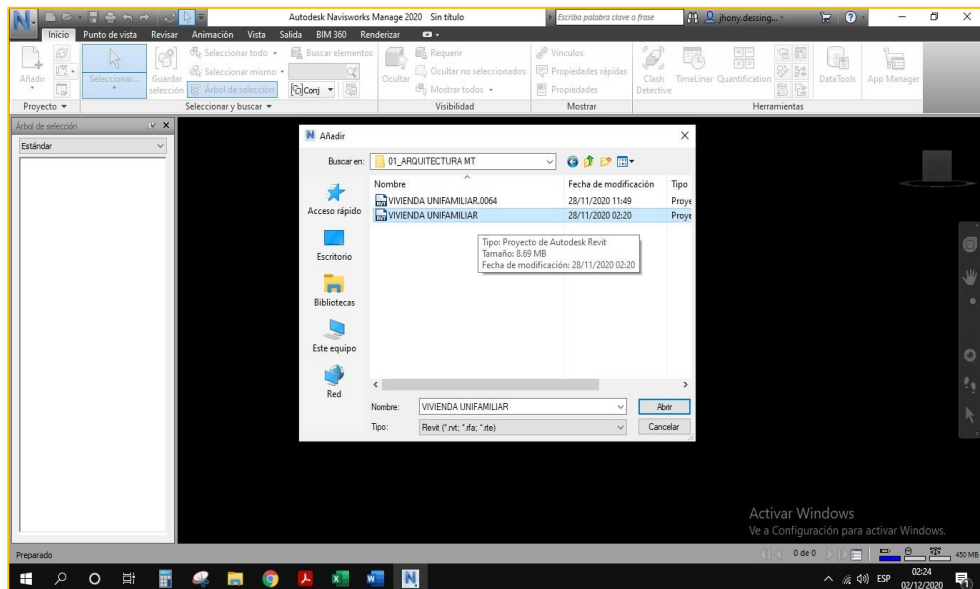 Autodesk Navisworks Manage 2020 Sin título
Escriba palabra clave o frase
jhony.dessing...
Inicio Punto de vista Revisar Animación Vista Salida BIM 360 Renderizar
Añadir
Proyecto
Seleccionar...
Guardar selección
Seleccionar todo
Seleccionar mismo
Árbol de selección
Buscar elementos
Conj
Seleccionar y buscar
Ocultar
Requerir
Ocultar no seleccionados
Mostrar todos
Visibilidad
Vínculos
Propiedades rápidas
Propiedades
Mostrar
Clash Detective
TimeLiner
Quantification
DataTools
App Manager
Herramientas
Árbol de selección
Estándar
Añadir
Buscar en: 01_ARQUITECTURA MT
Nombre Fecha de modificación Tipo
VIVIENDA UNIFAMILIAR.0064 28/11/2020 11:49 Proye
VIVIENDA UNIFAMILIAR 28/11/2020 02:20 Proye
Tipo: Proyecto de Autodesk Revit
Tamaño: 8.69 MB
Fecha de modificación: 28/11/2020 02:20
Acceso rápido
Escritorio
Bibliotecas
Este equipo
Red
Nombre: VIVIENDA UNIFAMILIAR Abrir
Tipo: Revit (*.rvt; *.rfa; *.rte) Cancelar
Activar Windows
Ve a Configuración para activar Windows.
Preparado
0 de 0
450 MB
ESP
02:24
02/12/2020